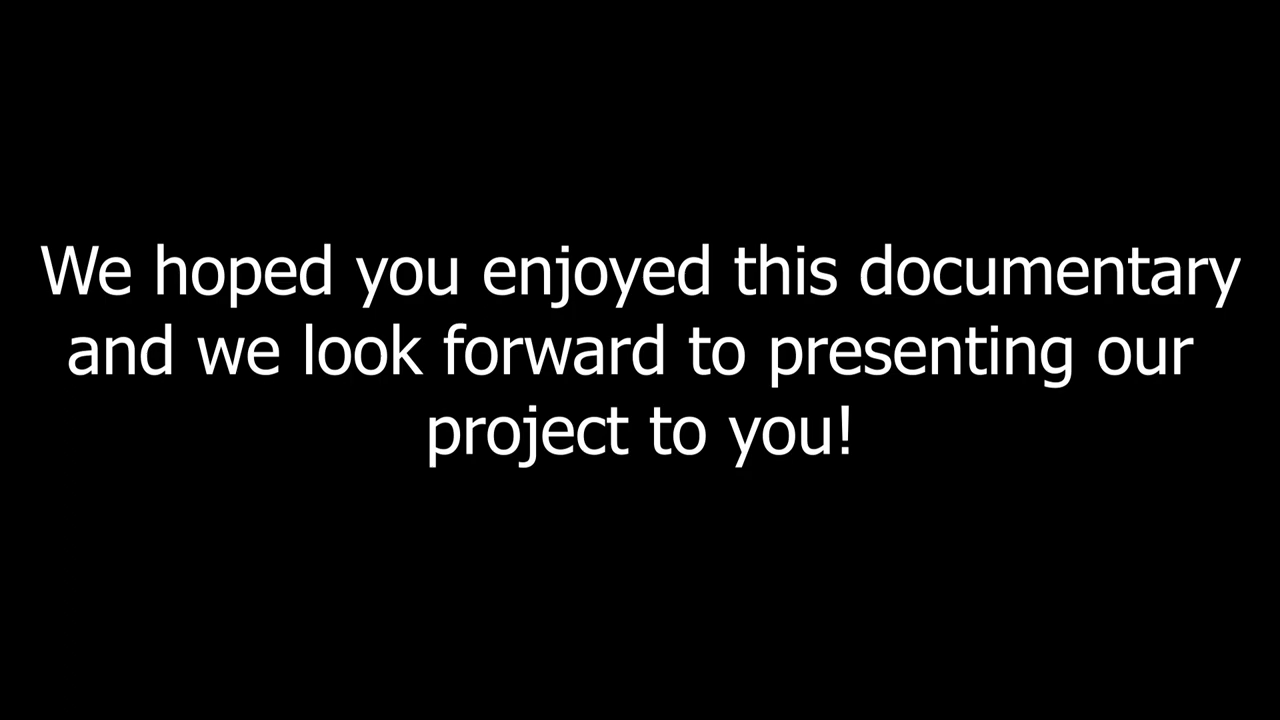 We hoped you enjoyed this documentary
and we look forward to presenting our
project to you!